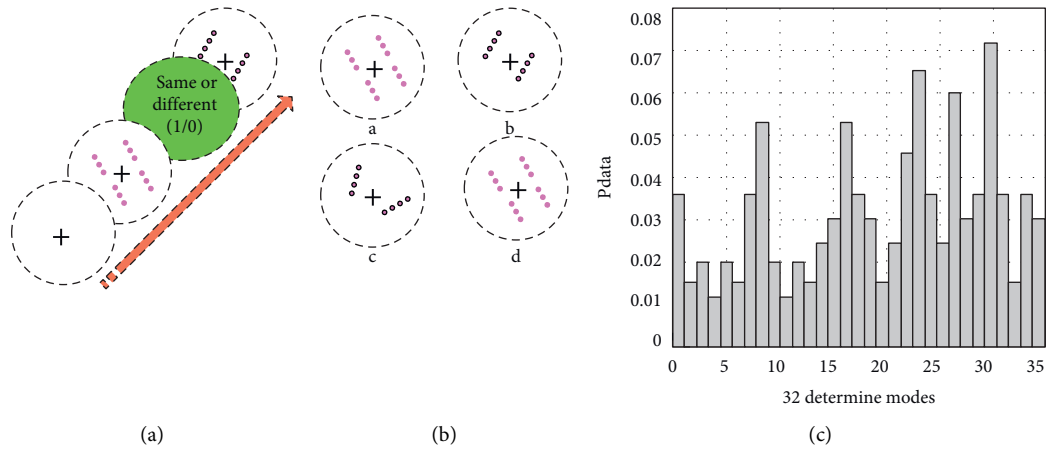 Same or
different
(1/0)
a
b
c
d
0.08
0.07
0.06
0.05
0.04
0.03
0.02
0.01
0
Pdata
0 5 10 15 20 25 30 35
32 determine modes
(a)
(b)
(c)